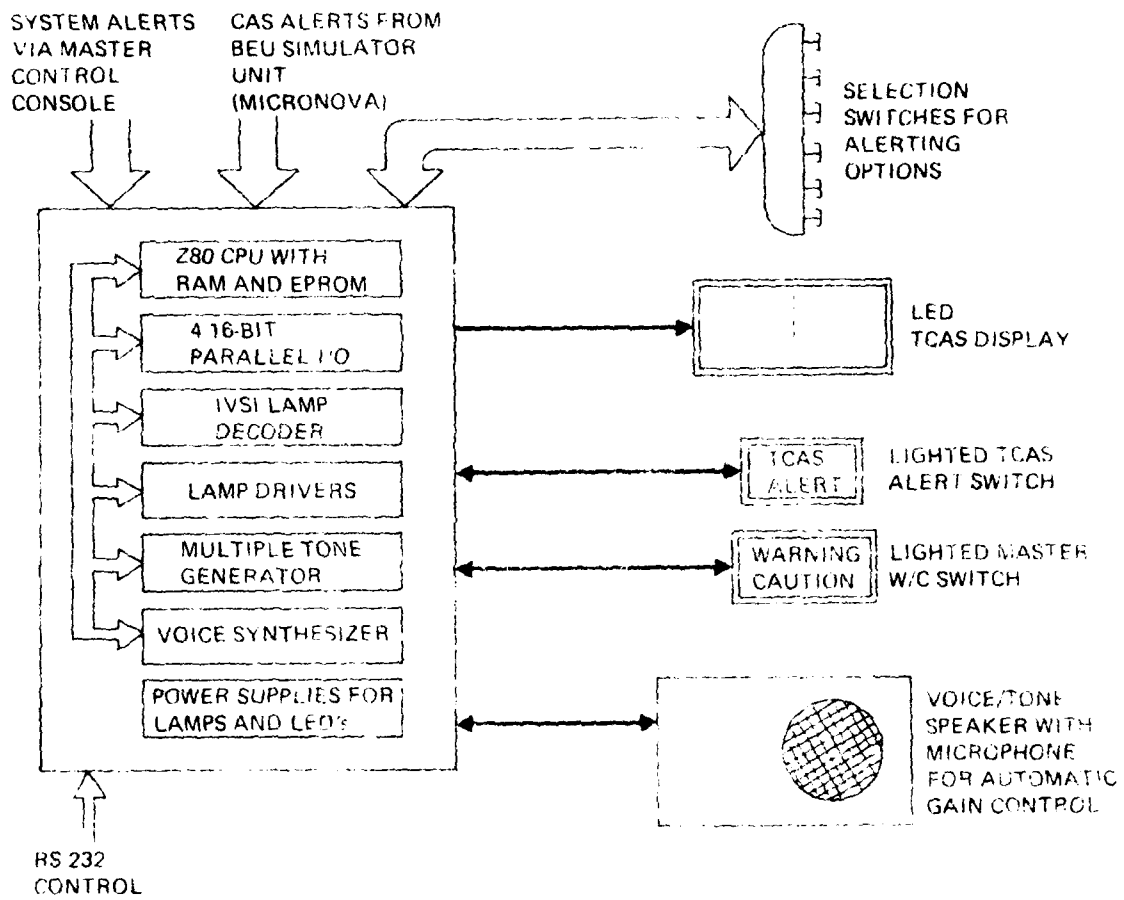 SYSTEM ALERTS
VIA MASTER
CONTROL
CONSOLE
CAS ALERTS FROM
BEU SIMULATOR
UNIT
(MICRONOVA)
SELECTION
SWITCHES FOR
ALERTING
OPTIONS
Z80 CPU WITH
RAM AND EPROM
4 16-BIT
PARALLEL I/O
IVSI LAMP
DECODER
LAMP DRIVERS
MULTIPLE TONE
GENERATOR
VOICE SYNTHESIZER
POWER SUPPLIES FOR
LAMPS AND LED's
LED
TCAS DISPLAY
TCAS
ALERT
LIGHTED TCAS
ALERT SWITCH
WARNING
CAUTION
LIGHTED MASTER
W/C SWITCH
VOICE/TONE
SPEAKER WITH
MICROPHONE
FOR AUTOMATIC
GAIN CONTROL
RS 232
CONTROL